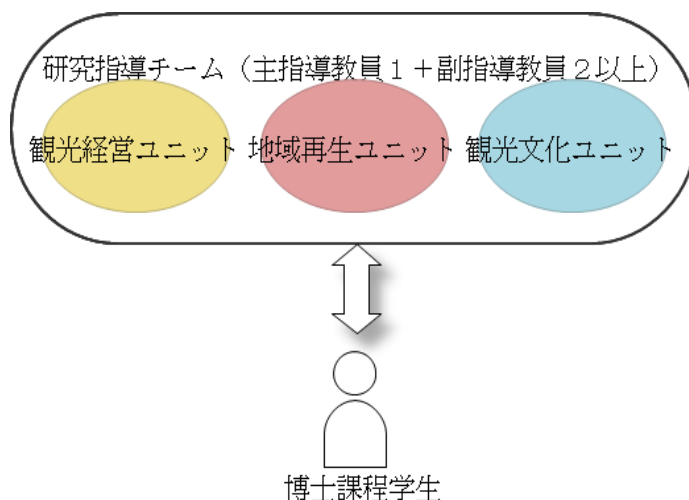 研究指導チーム（主指導教員１＋副指導教員２以上）
観光経営ユニット 地域再生ユニット 観光文化ユニット
博士課程学生